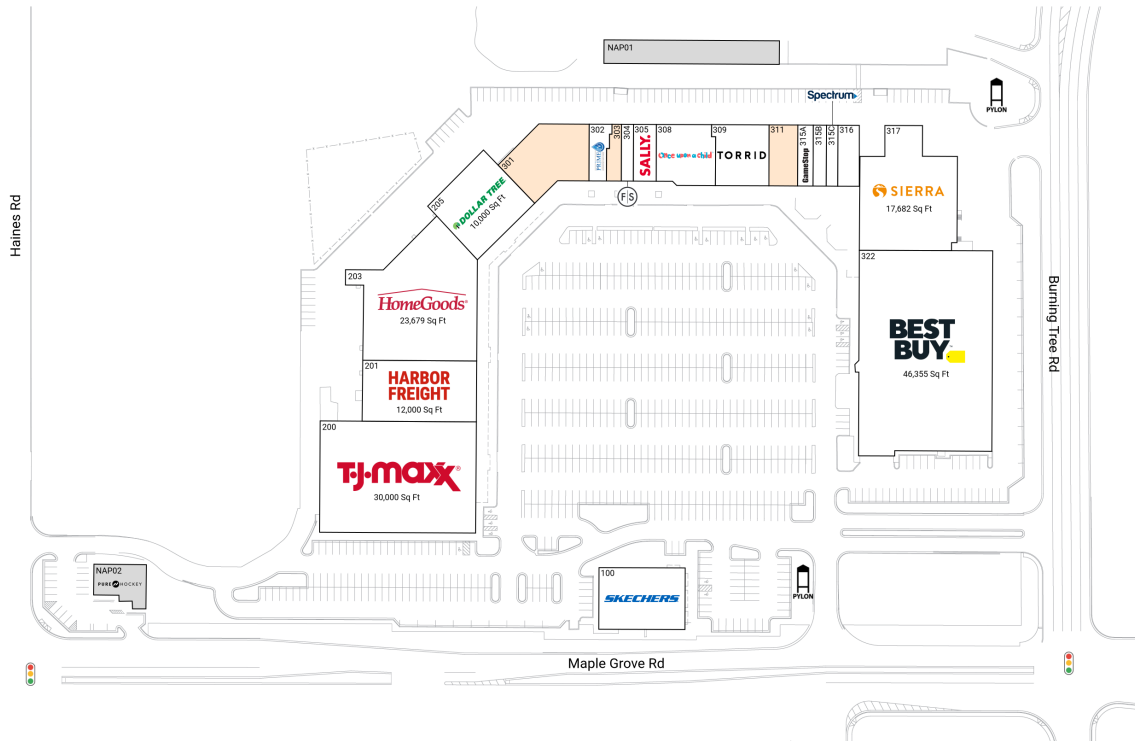 NAP01
Spectrum
PYLON
302
303
304
305
308
309
311
315A
315B
315C
316
317
PRIME
SALLY.
Once upon a child
TORRID
GameStop
301
SIERRA
17,682 Sq Ft
205
DOLLAR TREE
10,000 Sq Ft
F S
Haines Rd
322
203
HomeGoods
23,679 Sq Ft
Burning Tree Rd
BEST
BUY
46,355 Sq Ft
201
HARBOR
FREIGHT
12,000 Sq Ft
200
T·J·maxx
30,000 Sq Ft
NAP02
PURE HOCKEY
100
SKECHERS
PYLON
Maple Grove Rd